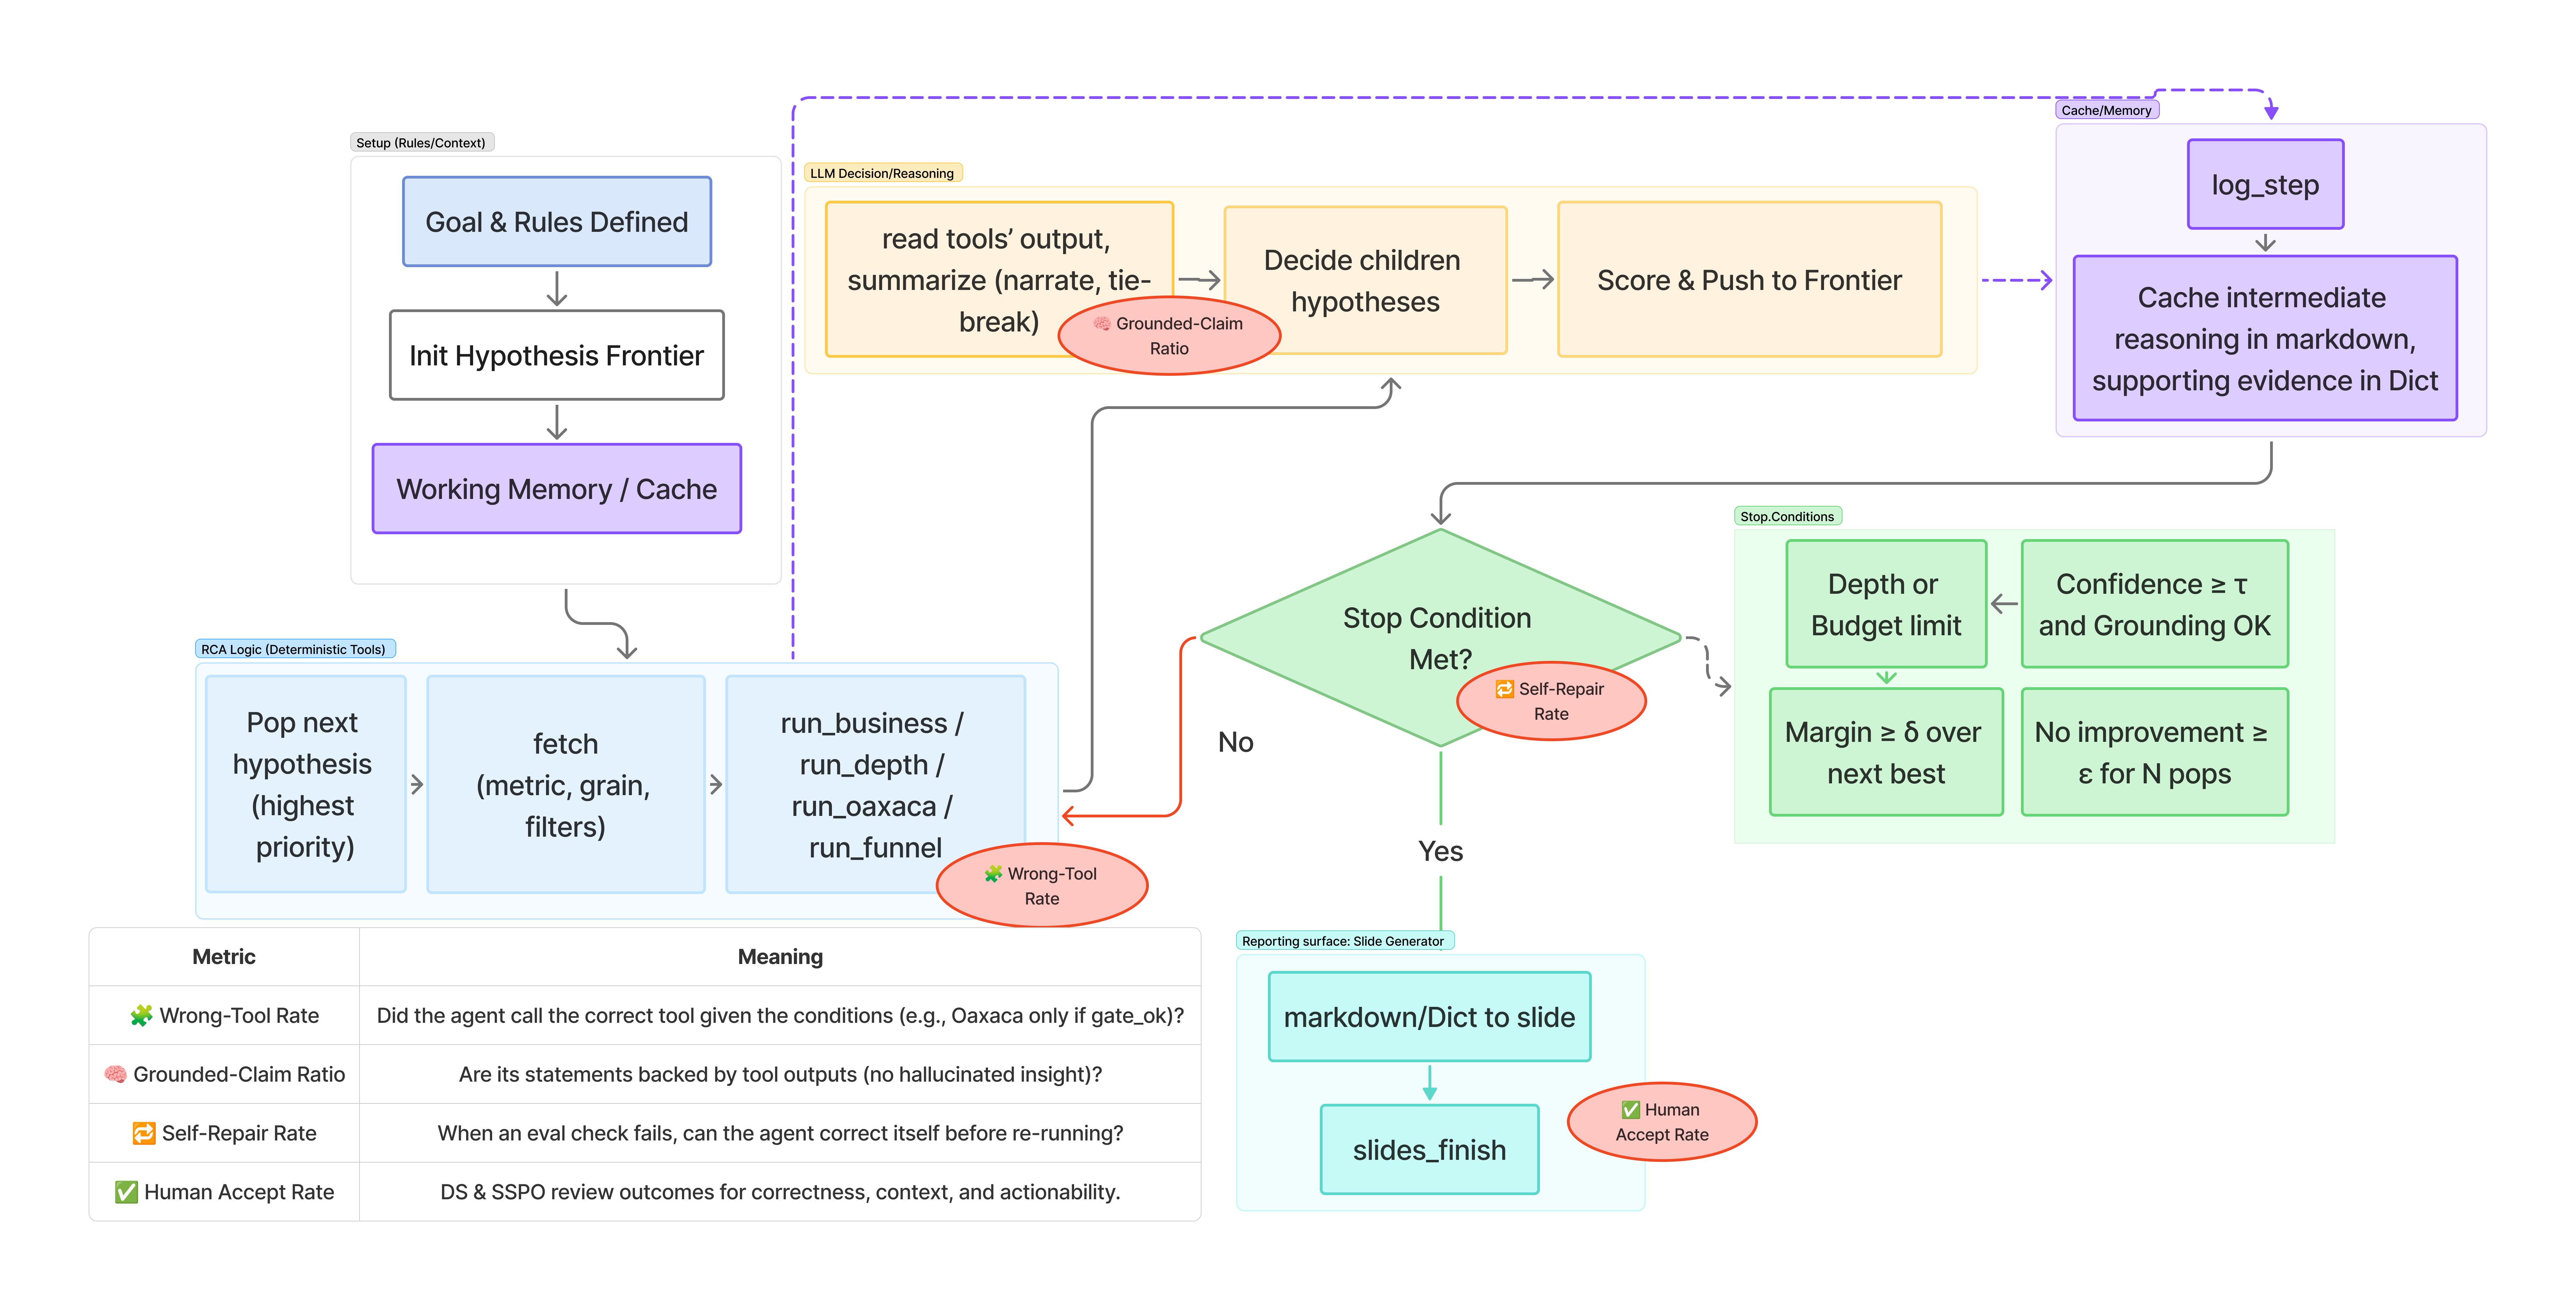 Setup (Rules/Context)
Goal & Rules Defined
Init Hypothesis Frontier
Working Memory / Cache
LLM Decision/Reasoning
read tools’ output,
summarize (narrate, tie-
break)
🧠 Grounded-Claim
Ratio
Decide children
hypotheses
Score & Push to Frontier
Cache/Memory
log_step
Cache intermediate
reasoning in markdown,
supporting evidence in Dict
RCA Logic (Deterministic Tools)
Pop next
hypothesis
(highest
priority)
fetch
(metric, grain,
filters)
run_business /
run_depth /
run_oaxaca /
run_funnel
🧩 Wrong-Tool
Rate
Stop Condition
Met?
🔁 Self-Repair
Rate
No
Yes
Stop.Conditions
Depth or
Budget limit
Confidence ≥ τ
and Grounding OK
Margin ≥ δ over
next best
No improvement ≥
ε for N pops
Reporting surface: Slide Generator
markdown/Dict to slide
slides_finish
✅ Human
Accept Rate
Metric Meaning
🧩 Wrong-Tool Rate Did the agent call the correct tool given the conditions (e.g., Oaxaca only if gate_ok)?
🧠 Grounded-Claim Ratio Are its statements backed by tool outputs (no hallucinated insight)?
🔁 Self-Repair Rate When an eval check fails, can the agent correct itself before re-running?
✅ Human Accept Rate DS & SSPO review outcomes for correctness, context, and actionability.